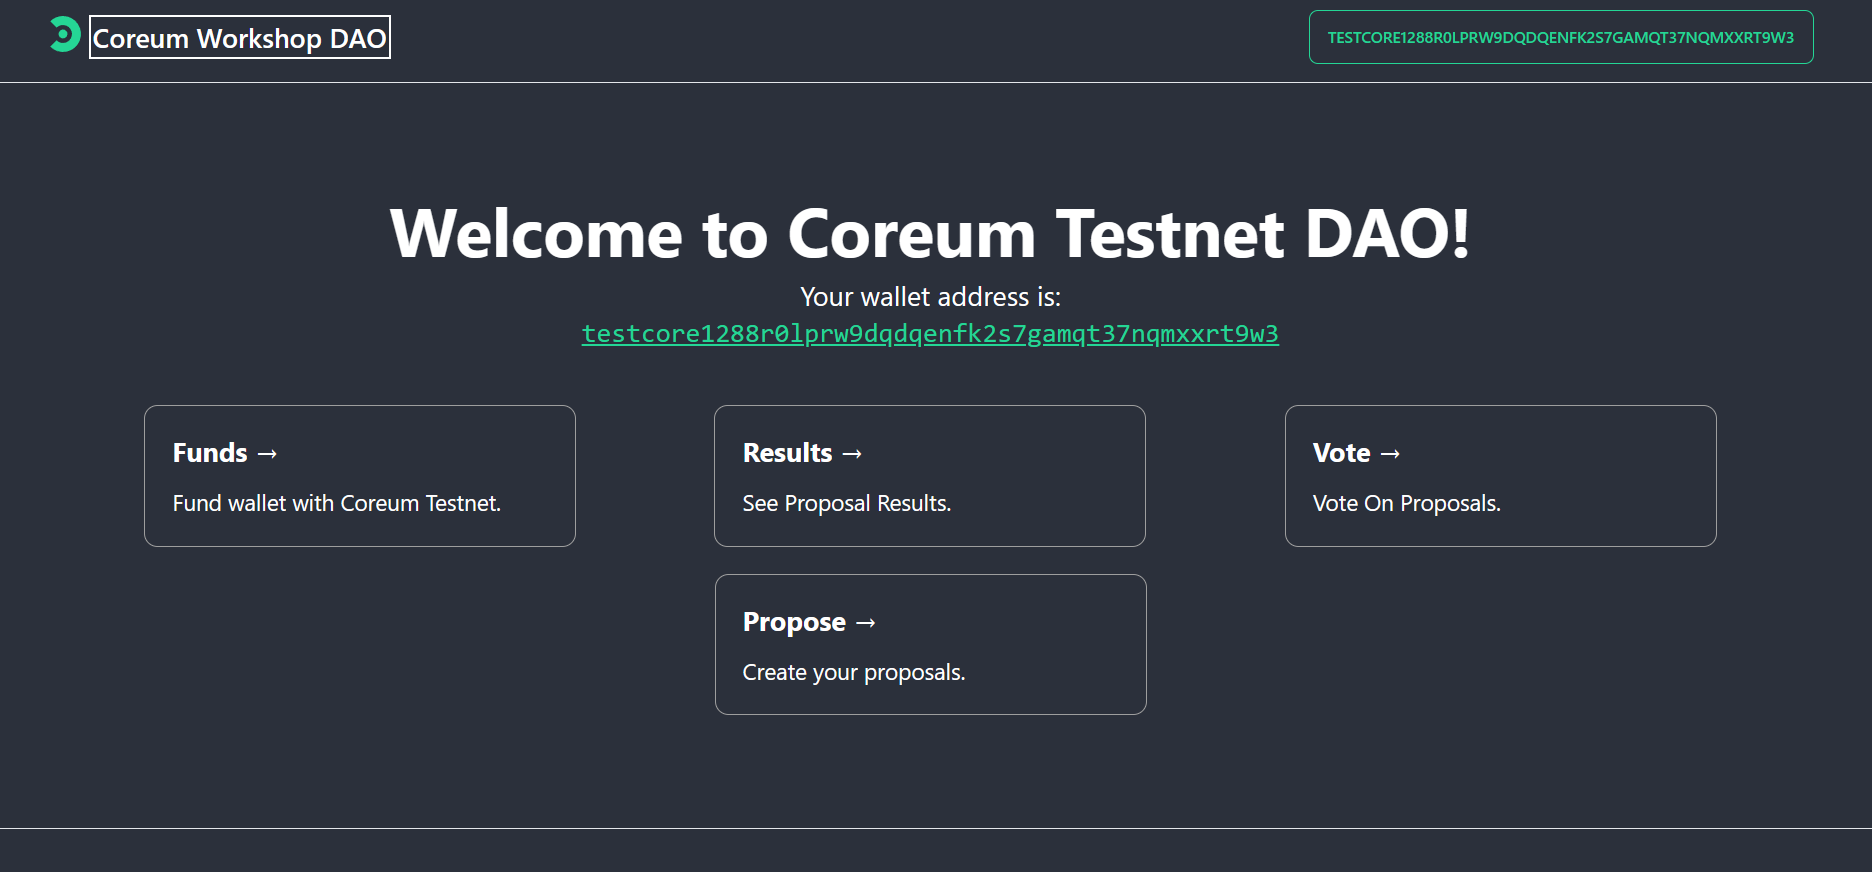 Coreum Workshop DAO
TESTCORE1288R0LPRW9DQDQENFK2S7GAMQT37NQMXXRT9W3
Welcome to Coreum Testnet DAO!
Your wallet address is:
testcore1288r0lprw9dqdqenfk2s7gamqt37nqmxxrt9w3
Funds →
Fund wallet with Coreum Testnet.
Results →
See Proposal Results.
Vote →
Vote On Proposals.
Propose →
Create your proposals.